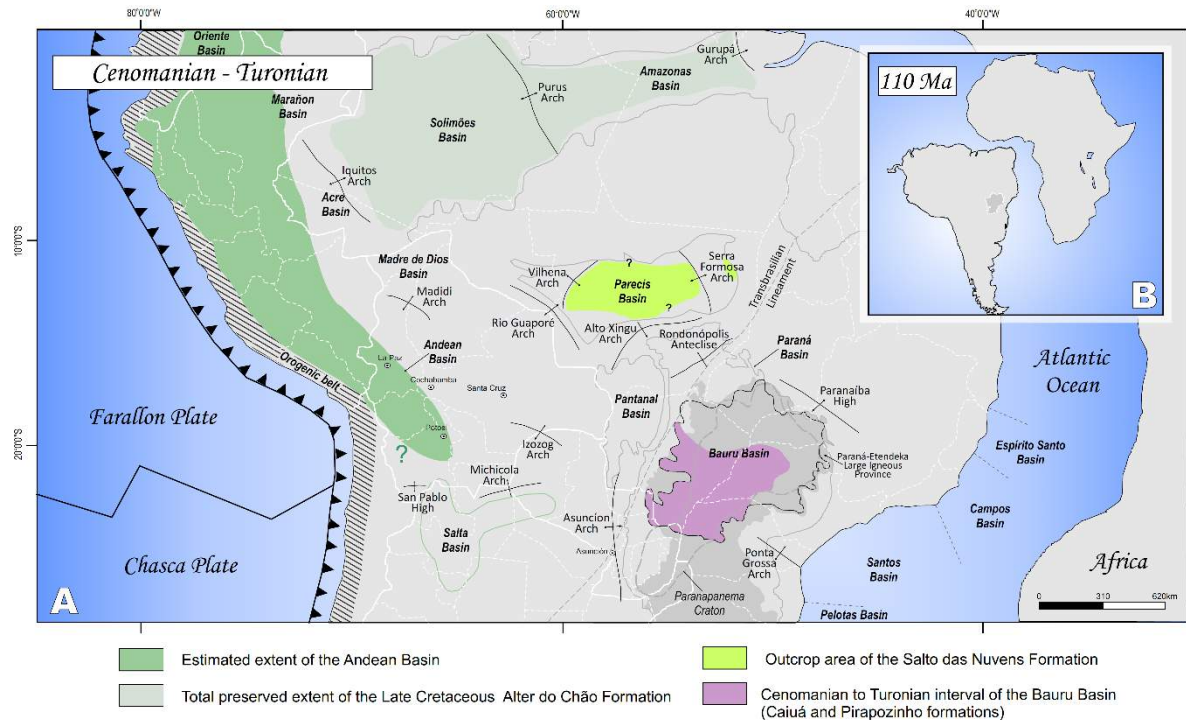 80°0'0"W
60°0'0"W
40°0'0"W
Oriente
Basin
Cenomanian - Turonian
Marañon
Basin
Gurupá
Arch
Amazonas
Basin
Purus
Arch
Solimões
Basin
Iquitos
Arch
Acre
Basin
110 Ma
B
10°0'0"S
Madre de Dios
Basin
Madidi
Arch
Vilhena
Arch
Parecis
Basin
?
?
Serra
Formosa
Arch
Transbrasilian
Lineament
Rio Guaporé
Arch
Alto Xingu
Arch
Rondonópolis
Anteclise
Paraná
Basin
Andean
Basin
La Paz
Cochabamba
Santa Cruz
Potosí
Orogenic belt
Pantanal
Basin
Paranaíba
High
Atlantic
Ocean
Farallon Plate
20°0'0"S
?
Izozog
Arch
Bauru Basin
Paraná-Etendeka
Large Igneous
Province
Espírito Santo
Basin
Michicola
Arch
San Pablo
High
Campos
Basin
Salta
Basin
Asuncíon
Arch
Asunción
Ponta
Grossa
Arch
Santos
Basin
Chasca Plate
Africa
A
Paranapanema
Craton
Pelotas Basin
0 310 620km
Estimated extent of the Andean Basin
Total preserved extent of the Late Cretaceous Alter do Chão Formation
Outcrop area of the Salto das Nuvens Formation
Cenomanian to Turonian interval of the Bauru Basin
(Caiuá and Pirapozinho formations)